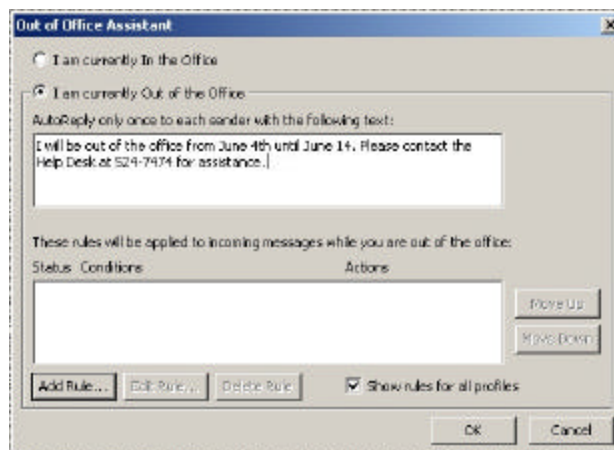 Out of Office Assistant
I am currently In the Office
I am currently Out of the Office
AutoReply only once to each sender with the following text:
I will be out of the office from June 4th until June 14. Please contact the
Help Desk at 524-7474 for assistance.
These rules will be applied to incoming messages while you are out of the office:
Status Conditions Actions
Move Up
Move Down
Add Rule... Edit Rule... Delete Rule Show rules for all profiles
OK Cancel